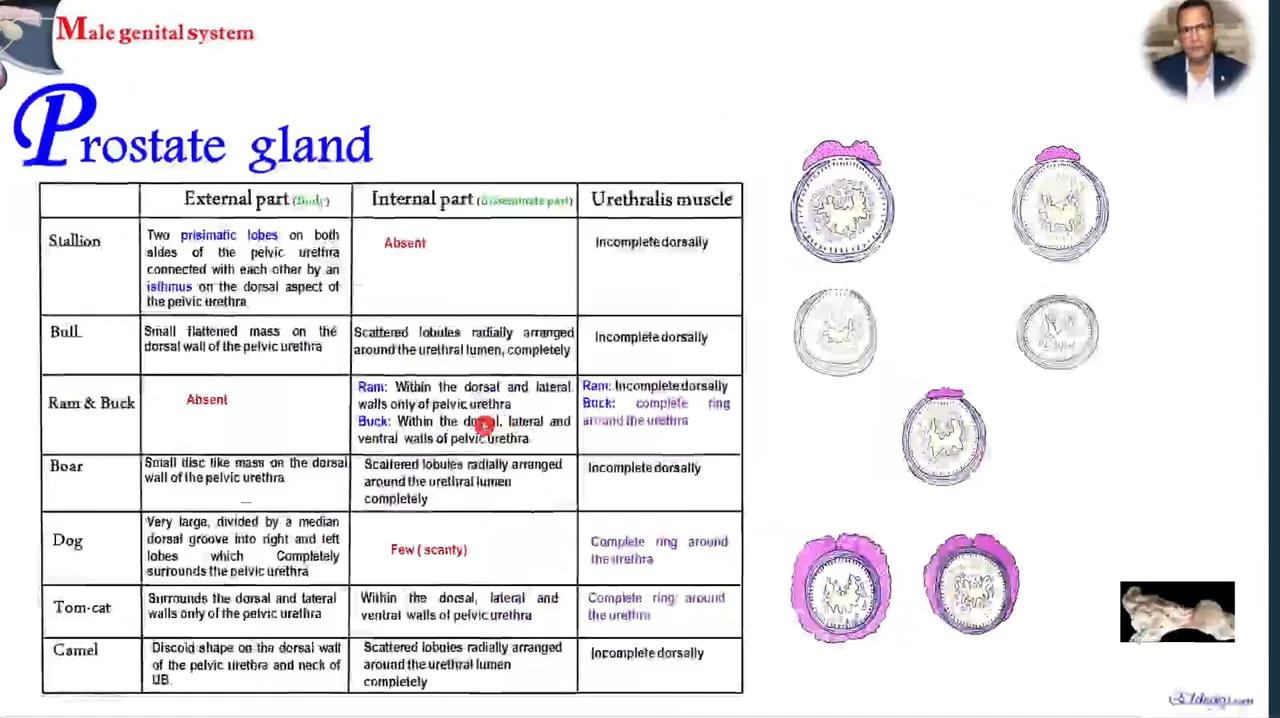 Male genital system
Prostate gland
External part (Body) Internal part (Disseminate part) Urethralis muscle
Stallion
Two prisimatic lobes on both
sides of the pelvic urethra
connected with each other by an
isthmus on the dorsal aspect of
the pelvic urethra
Absent
Incomplete dorsally
Bull
Small flattened mass on the
dorsal wall of the pelvic urethra
Scattered lobules radially arranged
around the urethral lumen, completely
Incomplete dorsally
Ram & Buck
Absent
Ram: Within the dorsal and lateral
walls only of pelvic urethra
Buck: Within the dorsal, lateral and
ventral walls of pelvic urethra
Ram: Incomplete dorsally
Buck: complete ring
around the urethra
Boar
Small disc like mass on the dorsal
wall of the pelvic urethra
Scattered lobules radially arranged
around the urethral lumen
completely
Incomplete dorsally
Dog
Very large, divided by a median
dorsal groove into right and left
lobes which Completely
surrounds the pelvic urethra
Few ( scanty)
Complete ring around
the urethra
Tom-cat
Surrounds the dorsal and lateral
walls only of the pelvic urethra
Within the dorsal, lateral and
ventral walls of pelvic urethra
Complete ring around
the urethra
Camel
Discoid shape on the dorsal wall
of the pelvic urethra and neck of
UB.
Scattered lobules radially arranged
around the urethral lumen
completely
Incomplete dorsally